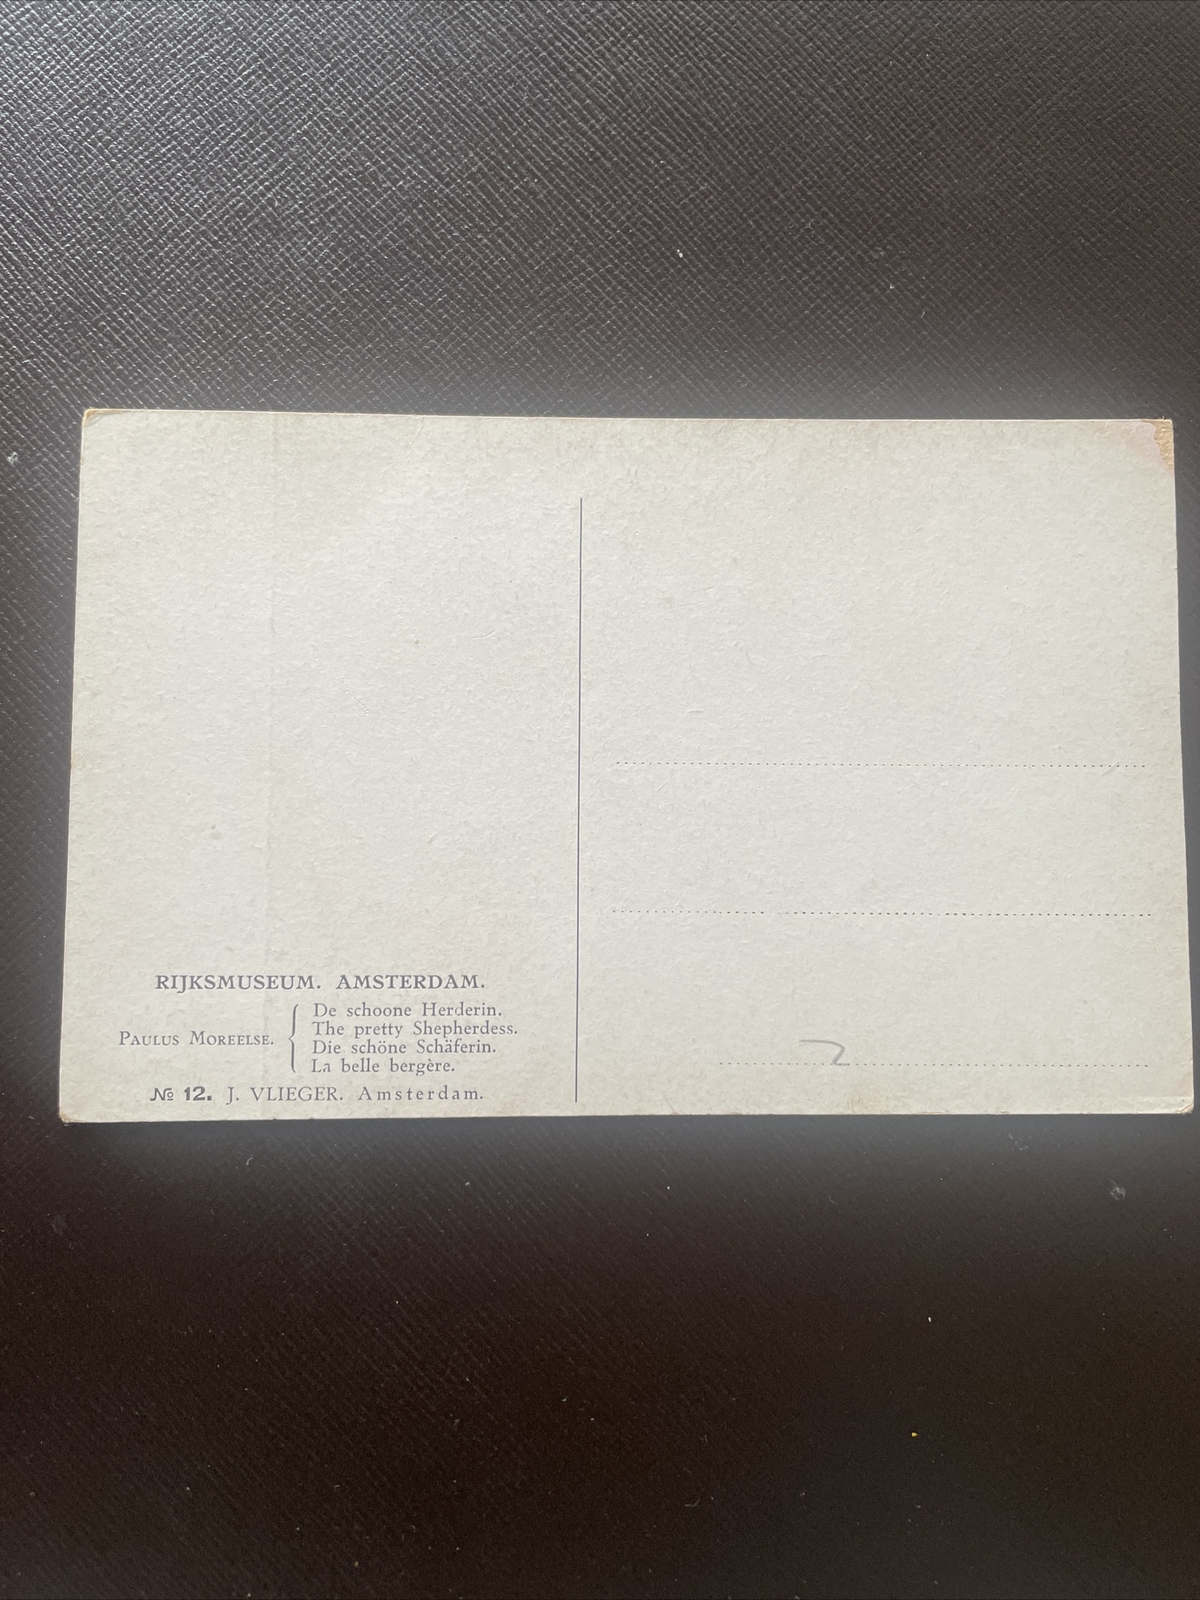 RIJKSMUSEUM. AMSTERDAM.
PAULUS MOREELSE.
De schoone Herderin.
The pretty Shepherdess.
Die schöne Schäferin.
La belle bergère.
№ 12. J. VLIEGER. Amsterdam.